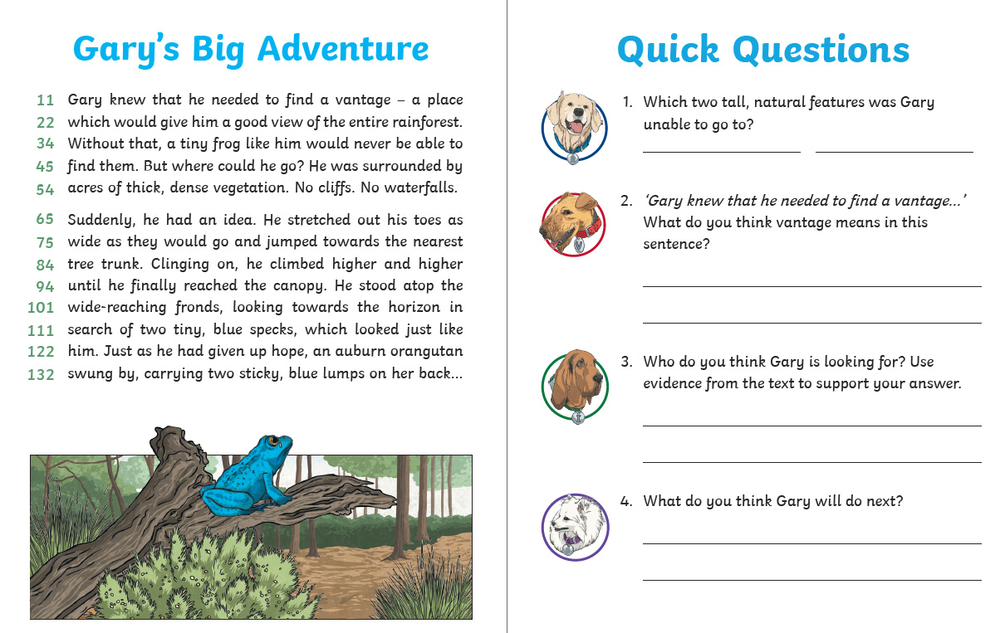 Gary's Big Adventure
11 Gary knew that he needed to find a vantage – a place
22 which would give him a good view of the entire rainforest.
34 Without that, a tiny frog like him would never be able to
45 find them. But where could he go? He was surrounded by
54 acres of thick, dense vegetation. No cliffs. No waterfalls.
65 Suddenly, he had an idea. He stretched out his toes as
75 wide as they would go and jumped towards the nearest
84 tree trunk. Clinging on, he climbed higher and higher
94 until he finally reached the canopy. He stood atop the
101 wide-reaching fronds, looking towards the horizon in
111 search of two tiny, blue specks, which looked just like
122 him. Just as he had given up hope, an auburn orangutan
132 swung by, carrying two sticky, blue lumps on her back...
Quick Questions
1. Which two tall, natural features was Gary
unable to go to?
2. ‘Gary knew that he needed to find a vantage...’
What do you think vantage means in this
sentence?
V
3. Who do you think Gary is looking for? Use
evidence from the text to support your answer.
I
4. What do you think Gary will do next?